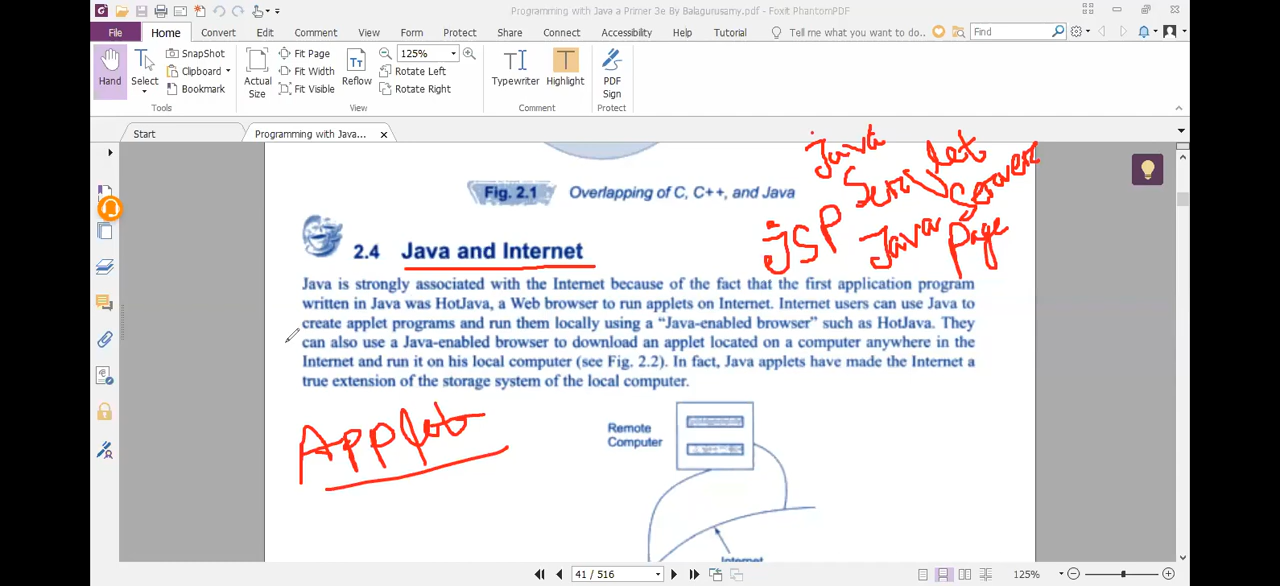 Programming with Java a Primer 3e By Balagurusamy.pdf - Foxit PhantomPDF
File Home Convert Edit Comment View Form Protect Share Connect Accessibility Help Tutorial Tell me what you want to do.. Find
Hand
Select
SnapShot
Clipboard
Bookmark
Tools
Actual
Size
Fit Page
Fit Width
Fit Visible
Reflow
125%
Rotate Left
Rotate Right
View
Typewriter
Highlight
Comment
PDF
Sign
Protect
Start
Programming with Java...
Java
Servlet
JSP Java Server
Page
Fig. 2.1 Overlapping of C, C++, and Java
2.4 Java and Internet
Java is strongly associated with the Internet because of the fact that the first application program
written in Java was HotJava, a Web browser to run applets on Internet. Internet users can use Java to
create applet programs and run them locally using a “Java-enabled browser” such as HotJava. They
can also use a Java-enabled browser to download an applet located on a computer anywhere in the
Internet and run it on his local computer (see Fig. 2.2). In fact, Java applets have made the Internet a
true extension of the storage system of the local computer.
Applet
Remote
Computer
Internet
41 / 516
125%